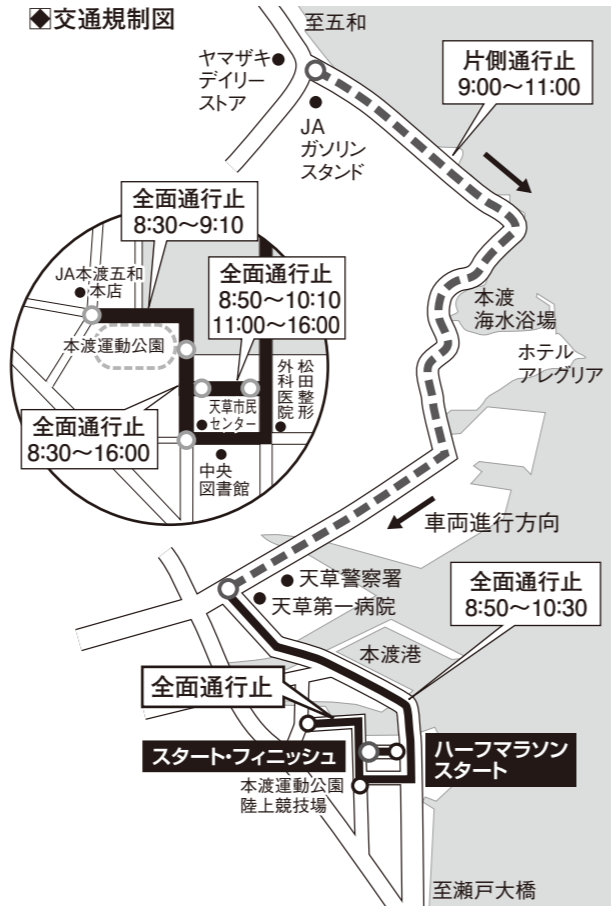 ◆交通規制図
至五和
ヤマザキ
デイリー
ストア
JA
ガソリン
スタンド
片側通行止
9:00〜11:00
全面通行止
8:30〜9:10
JA本渡五和
本店
全面通行止
8:50〜10:10
11:00〜16:00
本渡運動公園
天草市民
センター
松田整形
外科医院
全面通行止
8:30〜16:00
中央
図書館
本渡
海水浴場
ホテル
アレグリア
車両進行方向
天草警察署
天草第一病院
全面通行止
8:50〜10:30
本渡港
全面通行止
スタート・フィニッシュ
ハーフマラソン
スタート
本渡運動公園
陸上競技場
至瀬戸大橋